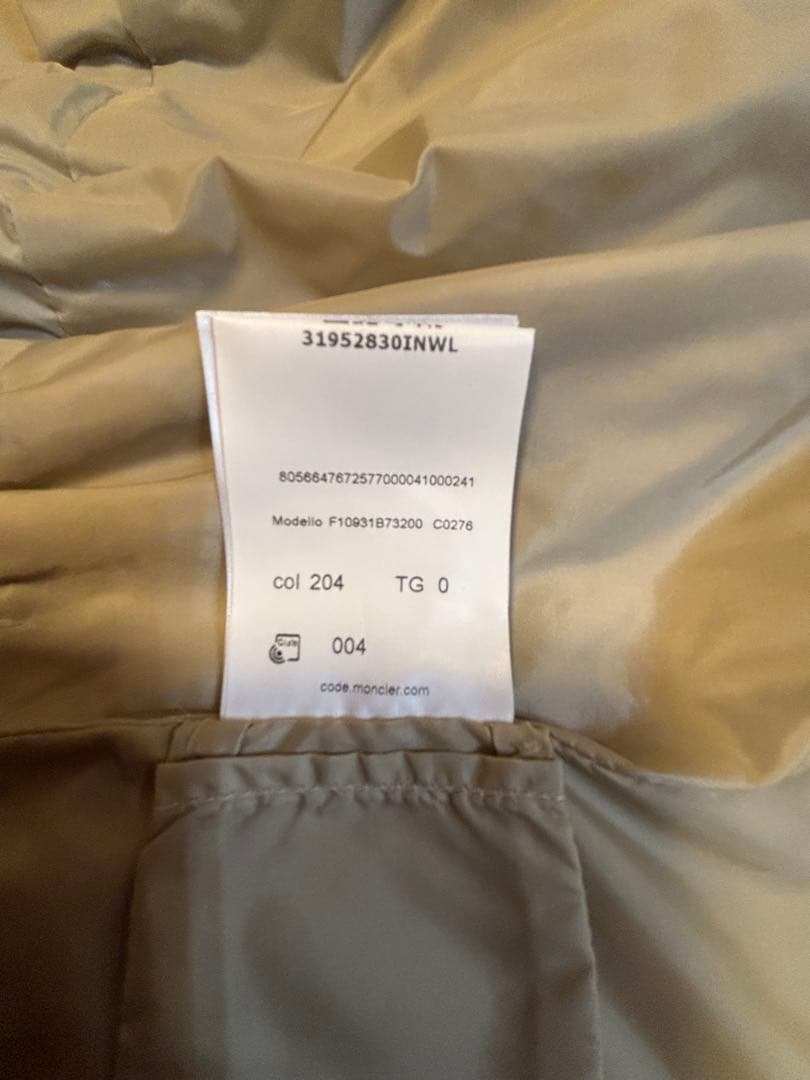 31952830INWL
8056647672577000041000241
Modello F10931B73200 C0276
col 204 TG 0
004
code.moncler.com